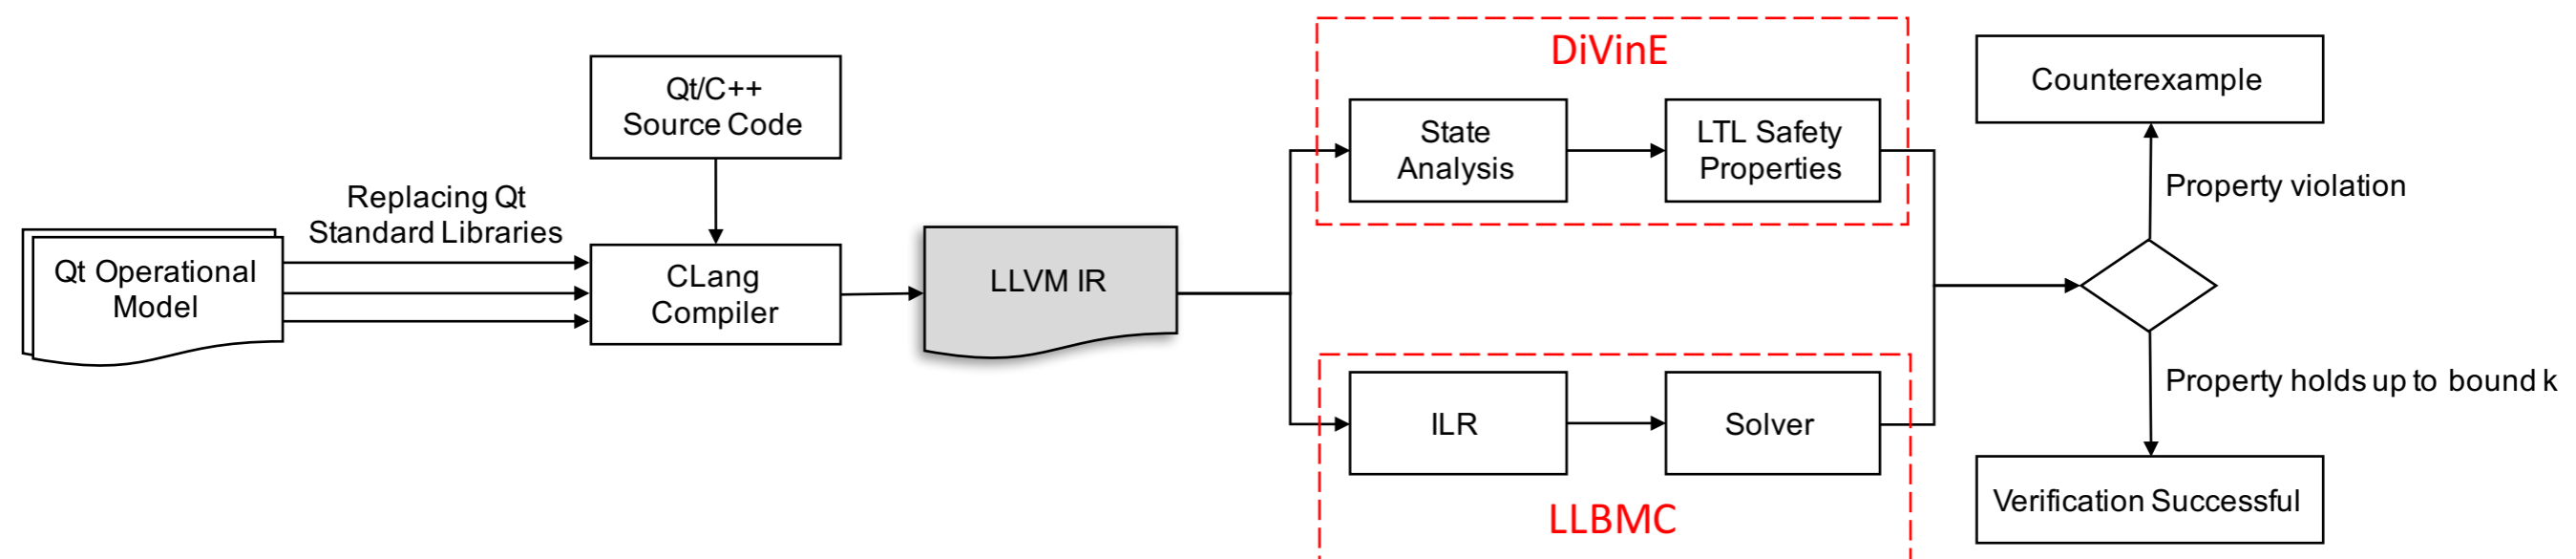 Qt Operational
Model
Replacing Qt
Standard Libraries
Qt/C++
Source Code
CLang
Compiler
LLVM IR
DiVinE
State
Analysis
LTL Safety
Properties
ILR
Solver
LLBMC
Counterexample
Property violation
Property holds up to bound k
Verification Successful